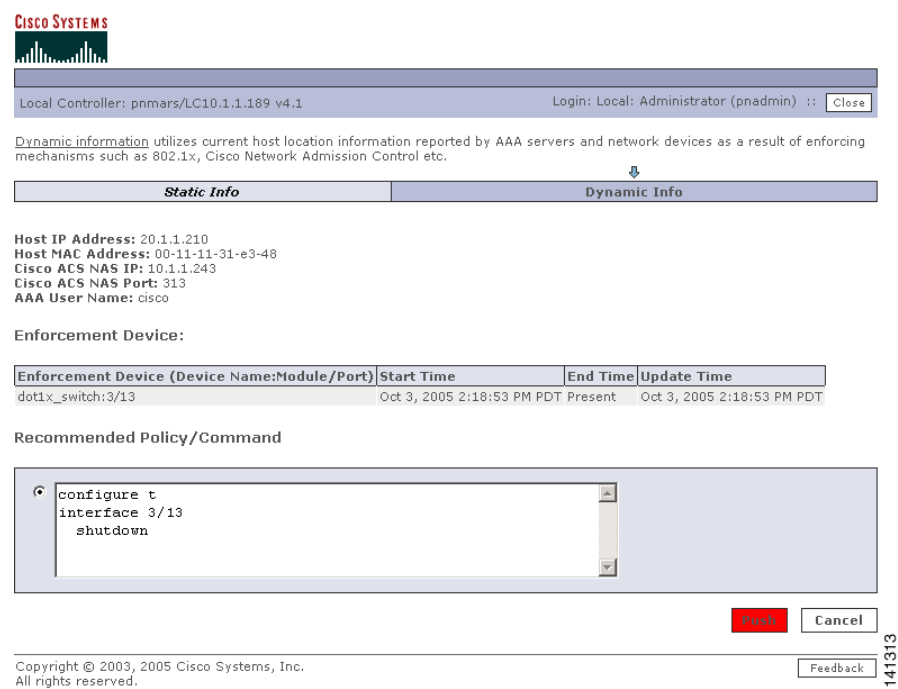 CISCO SYSTEMS
Local Controller: pnmars/LC10.1.1.189 v4.1
Login: Local: Administrator (pnadmin) :: Close
Dynamic information utilizes current host location information reported by AAA servers and network devices as a result of enforcing
mechanisms such as 802.1x, Cisco Network Admission Control etc.
Static Info Dynamic Info
Host IP Address: 20.1.1.210
Host MAC Address: 00-11-11-31-e3-48
Cisco ACS NAS IP: 10.1.1.243
Cisco ACS NAS Port: 313
AAA User Name: cisco
Enforcement Device:
Enforcement Device (Device Name:Module/Port) Start Time End Time Update Time
dot1x_switch:3/13 Oct 3, 2005 2:18:53 PM PDT Present Oct 3, 2005 2:18:53 PM PDT
Recommended Policy/Command
configure t
interface 3/13
shutdown
Push Cancel
Copyright © 2003, 2005 Cisco Systems, Inc.
All rights reserved.
Feedback
141313